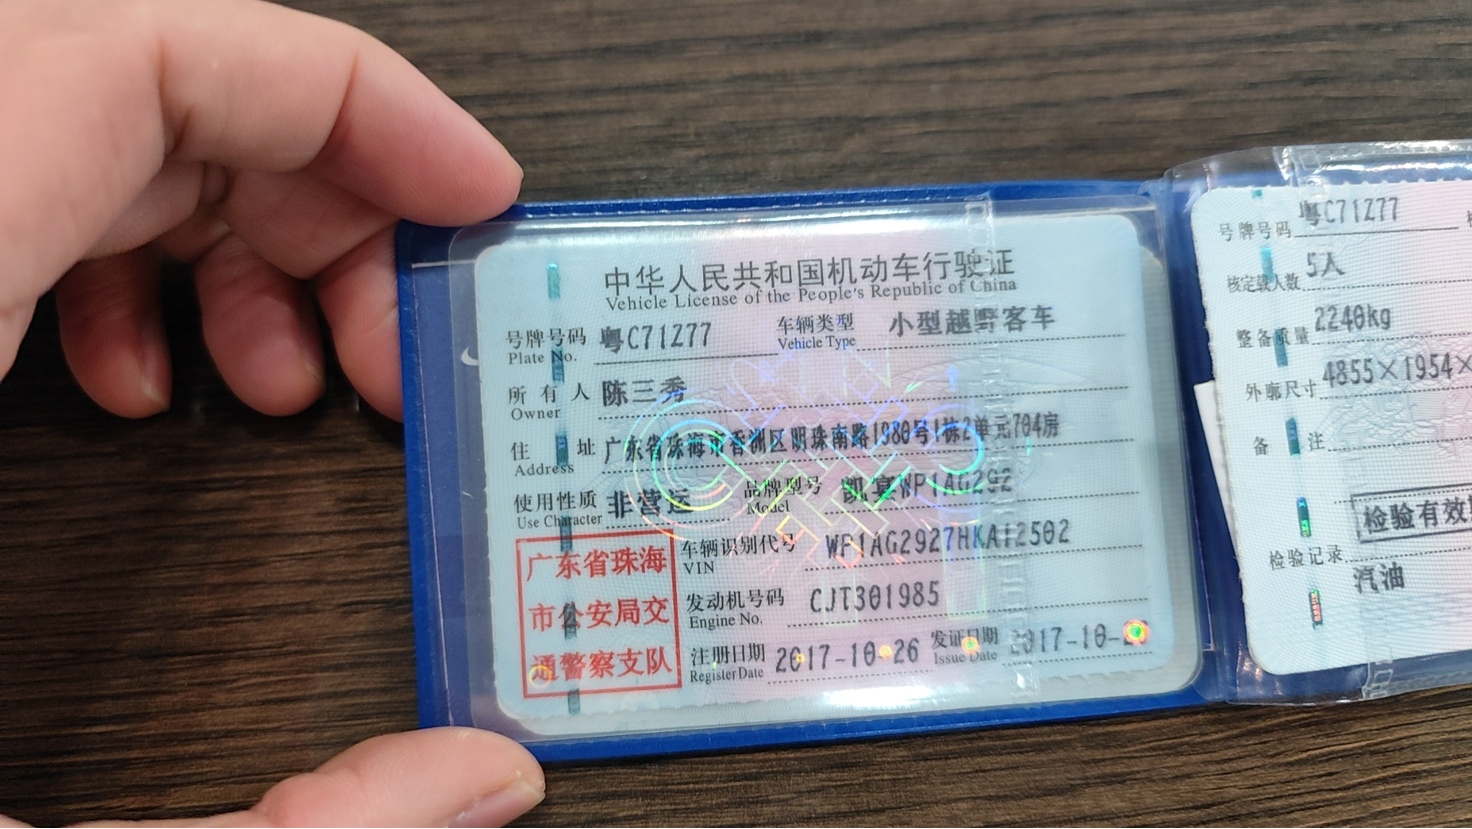 中华人民共和国机动车行驶证
Vehicle License of the People's Republic of China
号牌号码 粤C71Z77 车辆类型 小型越野客车
Plate No. Vehicle Type
所有人 陈三秀
Owner
住址 广东省珠海市香洲区明珠南路1980号1栋2单元704房
Address
使用性质 非营运 品牌型号 凯宴WP1AG292
Use Character Model
车辆识别代号 WP1AG2927HKA12502
VIN
发动机号码 CJT301985
Engine No.
注册日期 2017-10-26 发证日期 2017-10-
Register Date Issue Date
广东省珠海
市公安局交
通警察支队
号牌号码 粤C71Z77
核定载人数 5人
整备质量 2240kg
外廓尺寸 4855×1954×
备注
检验有效
检验记录
汽油